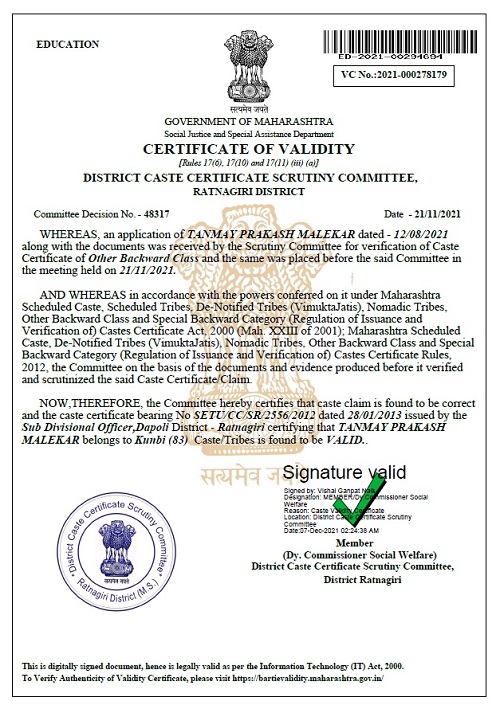 EDUCATION
ED-2021-00294694
VC No.:2021-000278179
सत्यमेव जयते
GOVERNMENT OF MAHARASHTRA
Social Justice and Special Assistance Department
CERTIFICATE OF VALIDITY
[Rules 17(6), 17(10) and 17(11) (iii) (a)]
DISTRICT CASTE CERTIFICATE SCRUTINY COMMITTEE,
RATNAGIRI DISTRICT
Committee Decision No. - 48317 Date - 21/11/2021
WHEREAS, an application of TANMAY PRAKASH MALEKAR dated - 12/08/2021
along with the documents was received by the Scrutiny Committee for verification of Caste
Certificate of Other Backward Class and the same was placed before the said Committee in
the meeting held on 21/11/2021.
AND WHEREAS in accordance with the powers conferred on it under Maharashtra
Scheduled Caste, Scheduled Tribes, De-Notified Tribes (VimuktaJatis), Nomadic Tribes,
Other Backward Class and Special Backward Category (Regulation of Issuance and
Verification of) Castes Certificate Act, 2000 (Mah. XXIII of 2001); Maharashtra Scheduled
Caste, De-Notified Tribes (VimuktaJatis), Nomadic Tribes, Other Backward Class and Special
Backward Category (Regulation of Issuance and Verification of) Castes Certificate Rules,
2012, the Committee on the basis of the documents and evidence produced before it verified
and scrutinized the said Caste Certificate/Claim.
NOW,THEREFORE, the Committee hereby certifies that caste claim is found to be correct
and the caste certificate bearing No SETU/CC/SR/2556/2012 dated 28/01/2013 issued by the
Sub Divisional Officer,Dapoli District - Ratnagiri certifying that TANMAY PRAKASH
MALEKAR belongs to Kunbi (83) Caste/Tribes is found to be VALID..
सत्यमेव जयते
Signature valid
Signed by: Vishal Ganpat Naik
Designation: MEMBER/Dy Commissioner Social
Welfare
Reason: Caste Validity Certificate
Location: District Caste Certificate Scrutiny
Committee
Date:07-Dec-2021 02:24:38 AM
Member
(Dy. Commissioner Social Welfare)
District Caste Certificate Scrutiny Committee,
District Ratnagiri
* District Caste Certificate Scrutiny Committee *
सत्यमेव जयते
Ratnagiri District (M.S.)
This is digitally signed document, hence is legally valid as per the Information Technology (IT) Act, 2000.
To Verify Authenticity of Validity Certificate, please visit https://bartievalidity.maharashtra.gov.in/